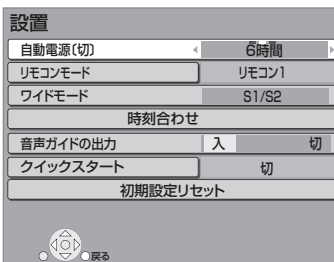 設置
自動電源〔切〕 6時間
リモコンモード リモコン1
ワイドモード S1/S2
時刻合わせ
音声ガイドの出力 入 切
クイックスタート 切
初期設定リセット
戻る